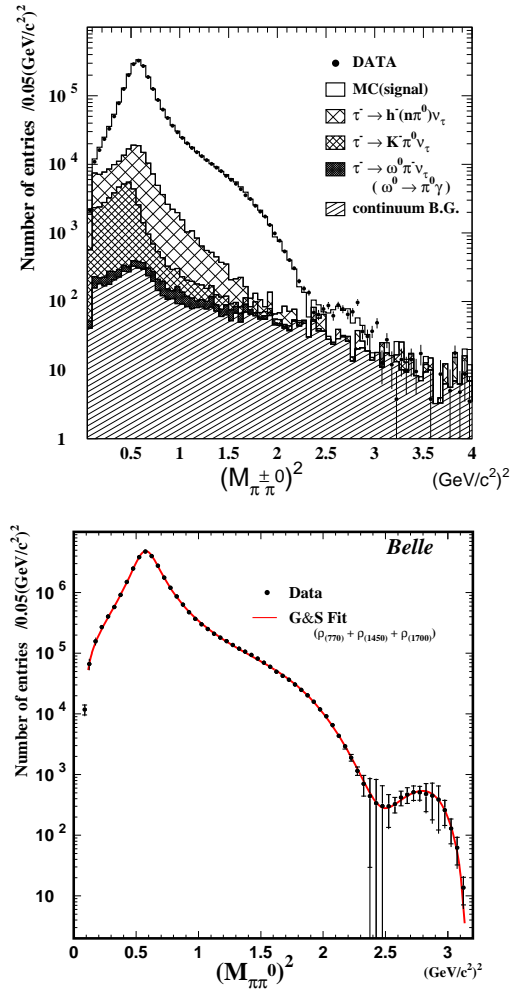 Number of entries /0.05(GeV/c²)²
10⁵
10⁴
10³
10²
10
1
DATA
MC(signal)
τ⁻ → h⁻(nπ⁰)ν_τ
τ⁻ → K⁻π⁰ν_τ
τ⁻ → ω⁰π⁻ν_τ
( ω⁰ → π⁰γ )
continuum B.G.
0.5 1 1.5 2 2.5 3 3.5 4
(M_π±π⁰)² (GeV/c²)²
Number of entries /0.05(GeV/c²)²
Belle
10⁶
10⁵
10⁴
10³
10²
10
Data
G&S Fit
(ρ(770) + ρ(1450) + ρ(1700))
0 0.5 1 1.5 2 2.5 3
(M_ππ⁰)² (GeV/c²)²